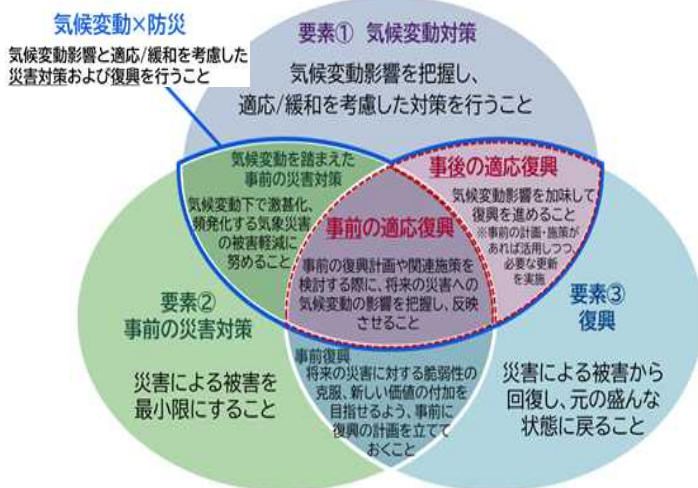 気候変動×防災
気候変動影響と適応/緩和を考慮した
災害対策および復興を行うこと
要素① 気候変動対策
気候変動影響を把握し、
適応/緩和を考慮した対策を行うこと
気候変動を踏まえた
事前の災害対策
気候変動下で激甚化、
頻発化する気象災害
の被害軽減に
努めること
事後の適応復興
気候変動影響を加味して
復興を進めること
※事前の計画・施策が
あれば活用しつつ、
必要な更新
を実施
事前の適応復興
事前の復興計画や関連施策を
検討する際に、将来の災害への
気候変動の影響を把握し、反映
させること
要素②
事前の災害対策
災害による被害を
最小限にすること
要素③
復興
災害による被害から
回復し、元の盛んな
状態に戻ること
事前復興
将来の災害に対する脆弱性の
克服、新しい価値の付加を
目指せるよう、事前に
復興の計画を立てて
おくこと